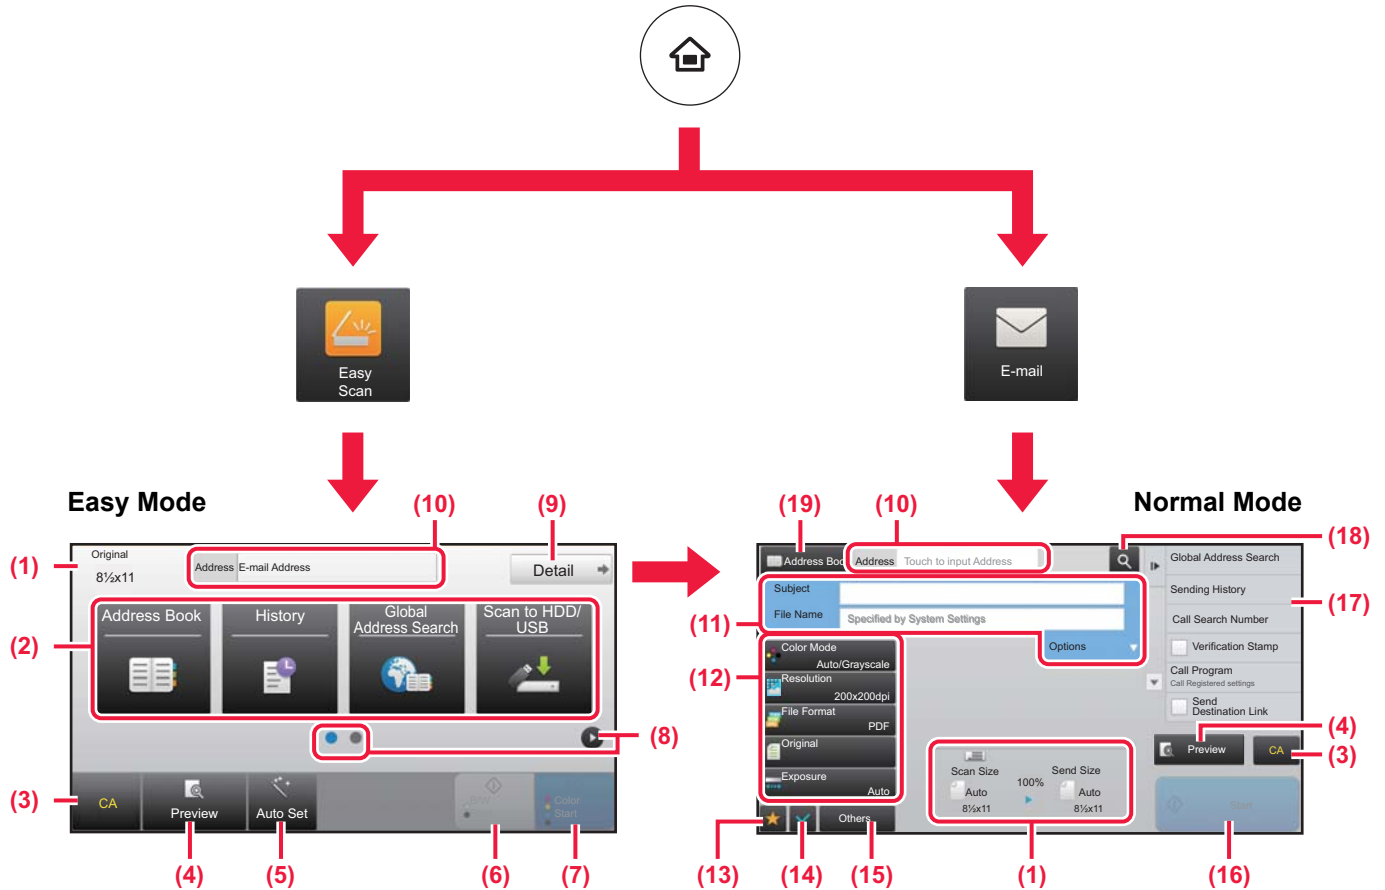 Easy
Scan
E-mail
Easy Mode
Normal Mode
(10)
(9)
(19)
(10)
(18)
(1)
Original
8½x11
Address E-mail Address
Detail
(2)
Address Book
History
Global
Address Search
Scan to HDD/
USB
(8)
(3)
CA
Preview
Auto Set
Color
Start
(4)
(5)
(6)
(7)
Address Boo
Address Touch to input Address
Subject
File Name Specified by System Settings
Options
(11)
(12)
Color Mode
Auto/Grayscale
Resolution
200x200dpi
File Format
PDF
Original
Exposure
Auto
Others
Scan Size
Auto
8½x11
100%
Send Size
Auto
8½x11
Global Address Search
Sending History
(17)
Call Search Number
Verification Stamp
Call Program
Call Registered settings
Send
Destination Link
(4)
Preview
CA
(3)
Start
(13)
(14)
(15)
(1)
(16)